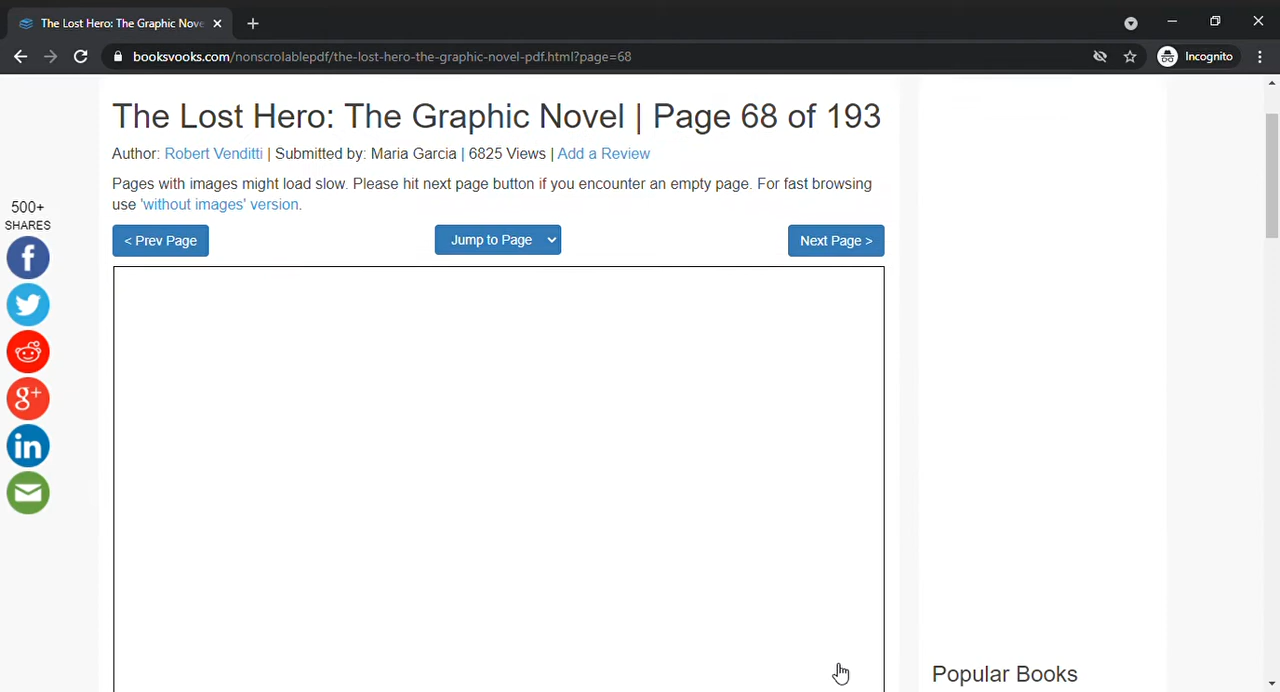 The Lost Hero: The Graphic Nove
booksvooks.com/nonscrolablepdf/the-lost-hero-the-graphic-novel-pdf.html?page=68
Incognito
The Lost Hero: The Graphic Novel | Page 68 of 193
Author: Robert Venditti | Submitted by: Maria Garcia | 6825 Views | Add a Review
Pages with images might load slow. Please hit next page button if you encounter an empty page. For fast browsing
use 'without images' version.
< Prev Page
Jump to Page
Next Page >
500+
SHARES
f
g+
in
Popular Books